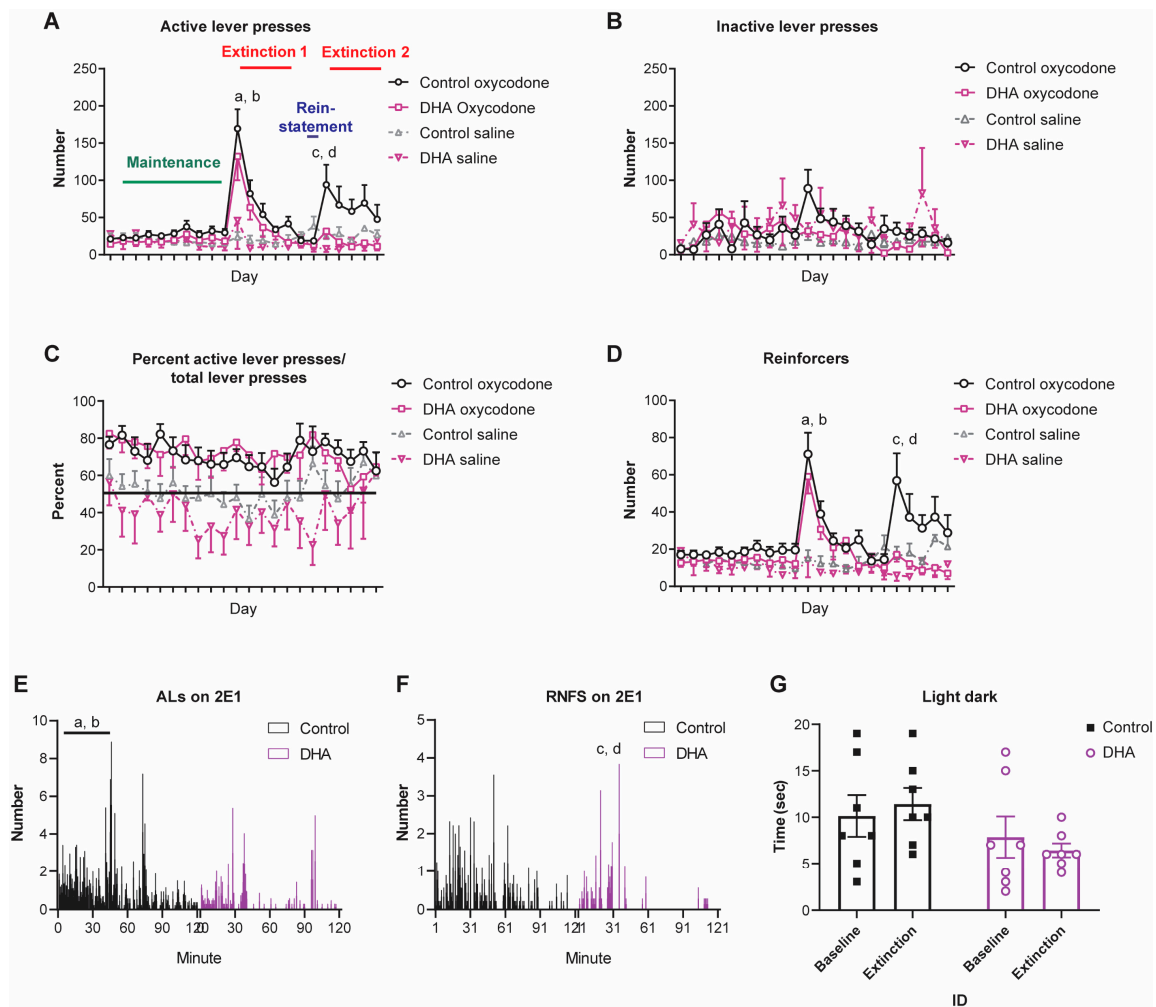 A
Active lever presses
Extinction 1
Extinction 2
Rein-
statement
Maintenance
a, b
c, d
250
200
150
100
50
0
Number
Day
Control oxycodone
DHA Oxycodone
Control saline
DHA saline
B
Inactive lever presses
250
200
150
100
50
0
Number
Day
Control oxycodone
DHA oxycodone
Control saline
DHA saline
C
Percent active lever presses/
total lever presses
100
80
60
40
20
0
Percent
Day
Control oxycodone
DHA oxycodone
Control saline
DHA saline
D
Reinforcers
a, b
c, d
100
80
60
40
20
0
Number
Day
Control oxycodone
DHA oxycodone
Control saline
DHA saline
E
ALs on 2E1
a, b
Control
DHA
10
8
6
4
2
0
Number
0 30 60 90 120 0 30 60 90 120
Minute
F
RNFS on 2E1
c, d
Control
DHA
5
4
3
2
1
0
Number
1 31 61 91 121 1 31 61 91 121
Minute
G
Light dark
Control
DHA
20
15
10
5
0
Time (sec)
Baseline
Extinction
Baseline
Extinction
ID